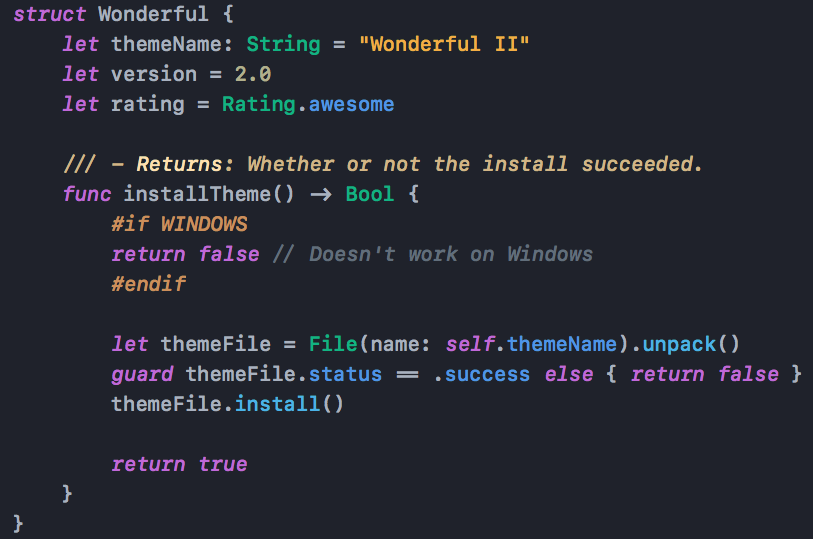 struct Wonderful {
    let themeName: String = "Wonderful II"
    let version = 2.0
    let rating = Rating.awesome

    /// - Returns: Whether or not the install succeeded.
    func installTheme() -> Bool {
        #if WINDOWS
        return false // Doesn't work on Windows
        #endif

        let themeFile = File(name: self.themeName).unpack()
        guard themeFile.status == .success else { return false }
        themeFile.install()

        return true
    }
}